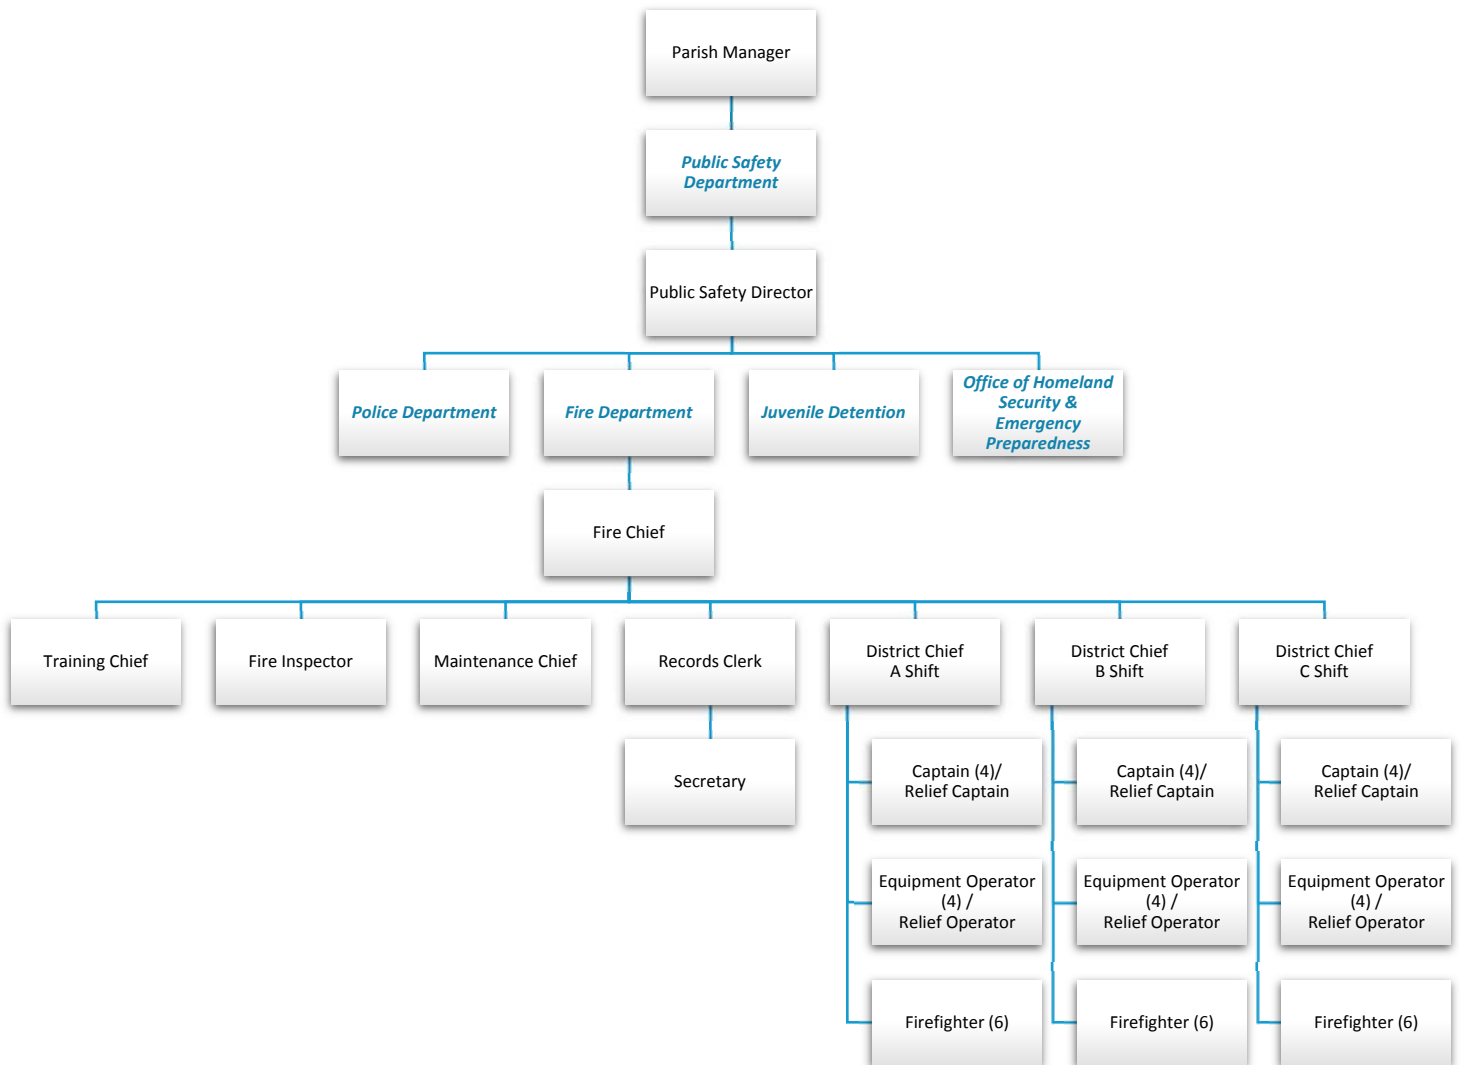 Parish Manager
Public Safety
Department
Public Safety Director
Police Department
Fire Department
Juvenile Detention
Office of Homeland
Security &
Emergency
Preparedness
Fire Chief
Training Chief
Fire Inspector
Maintenance Chief
Records Clerk
District Chief
A Shift
District Chief
B Shift
District Chief
C Shift
Secretary
Captain (4)/
Relief Captain
Captain (4)/
Relief Captain
Captain (4)/
Relief Captain
Equipment Operator
(4) /
Relief Operator
Equipment Operator
(4) /
Relief Operator
Equipment Operator
(4) /
Relief Operator
Firefighter (6)
Firefighter (6)
Firefighter (6)